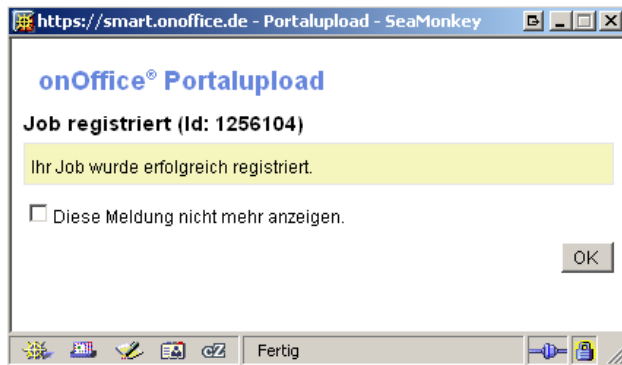 https://smart.onoffice.de - Portalupload - SeaMonkey
onOffice® Portalupload
Job registriert (Id: 1256104)
Ihr Job wurde erfolgreich registriert.
Diese Meldung nicht mehr anzeigen.
OK
cZ Fertig